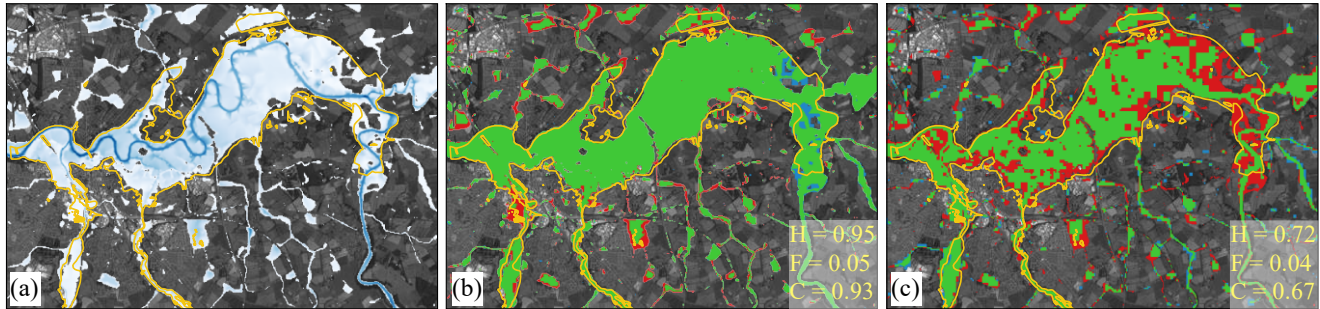 (a)
(b)
H = 0.95
F = 0.05
C = 0.93
(c)
H = 0.72
F = 0.04
C = 0.67